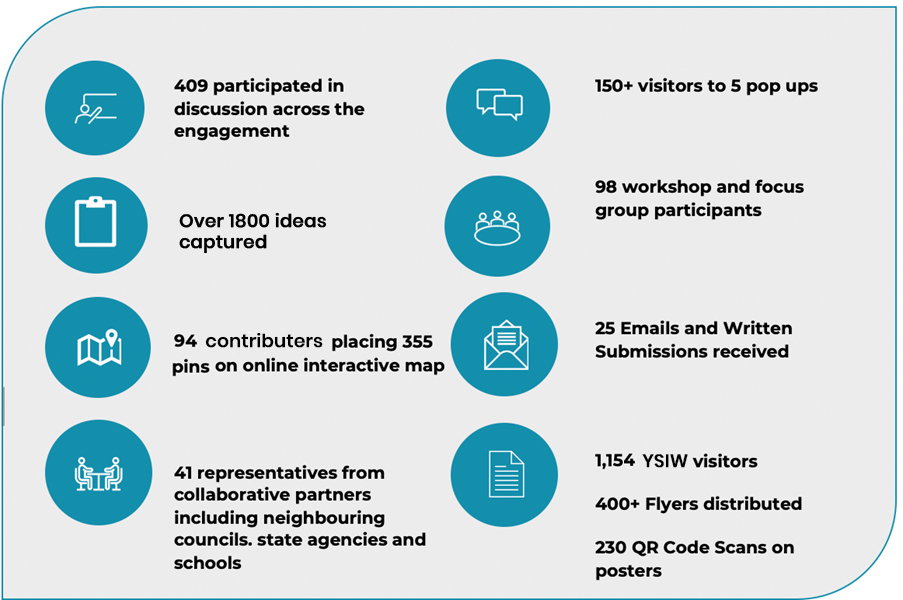 409 participated in
discussion across the
engagement
150+ visitors to 5 pop ups
Over 1800 ideas
captured
98 workshop and focus
group participants
94 contributers placing 355
pins on online interactive map
25 Emails and Written
Submissions received
41 representatives from
collaborative partners
including neighbouring
councils. state agencies and
schools
1,154 YSIW visitors
400+ Flyers distributed
230 QR Code Scans on
posters